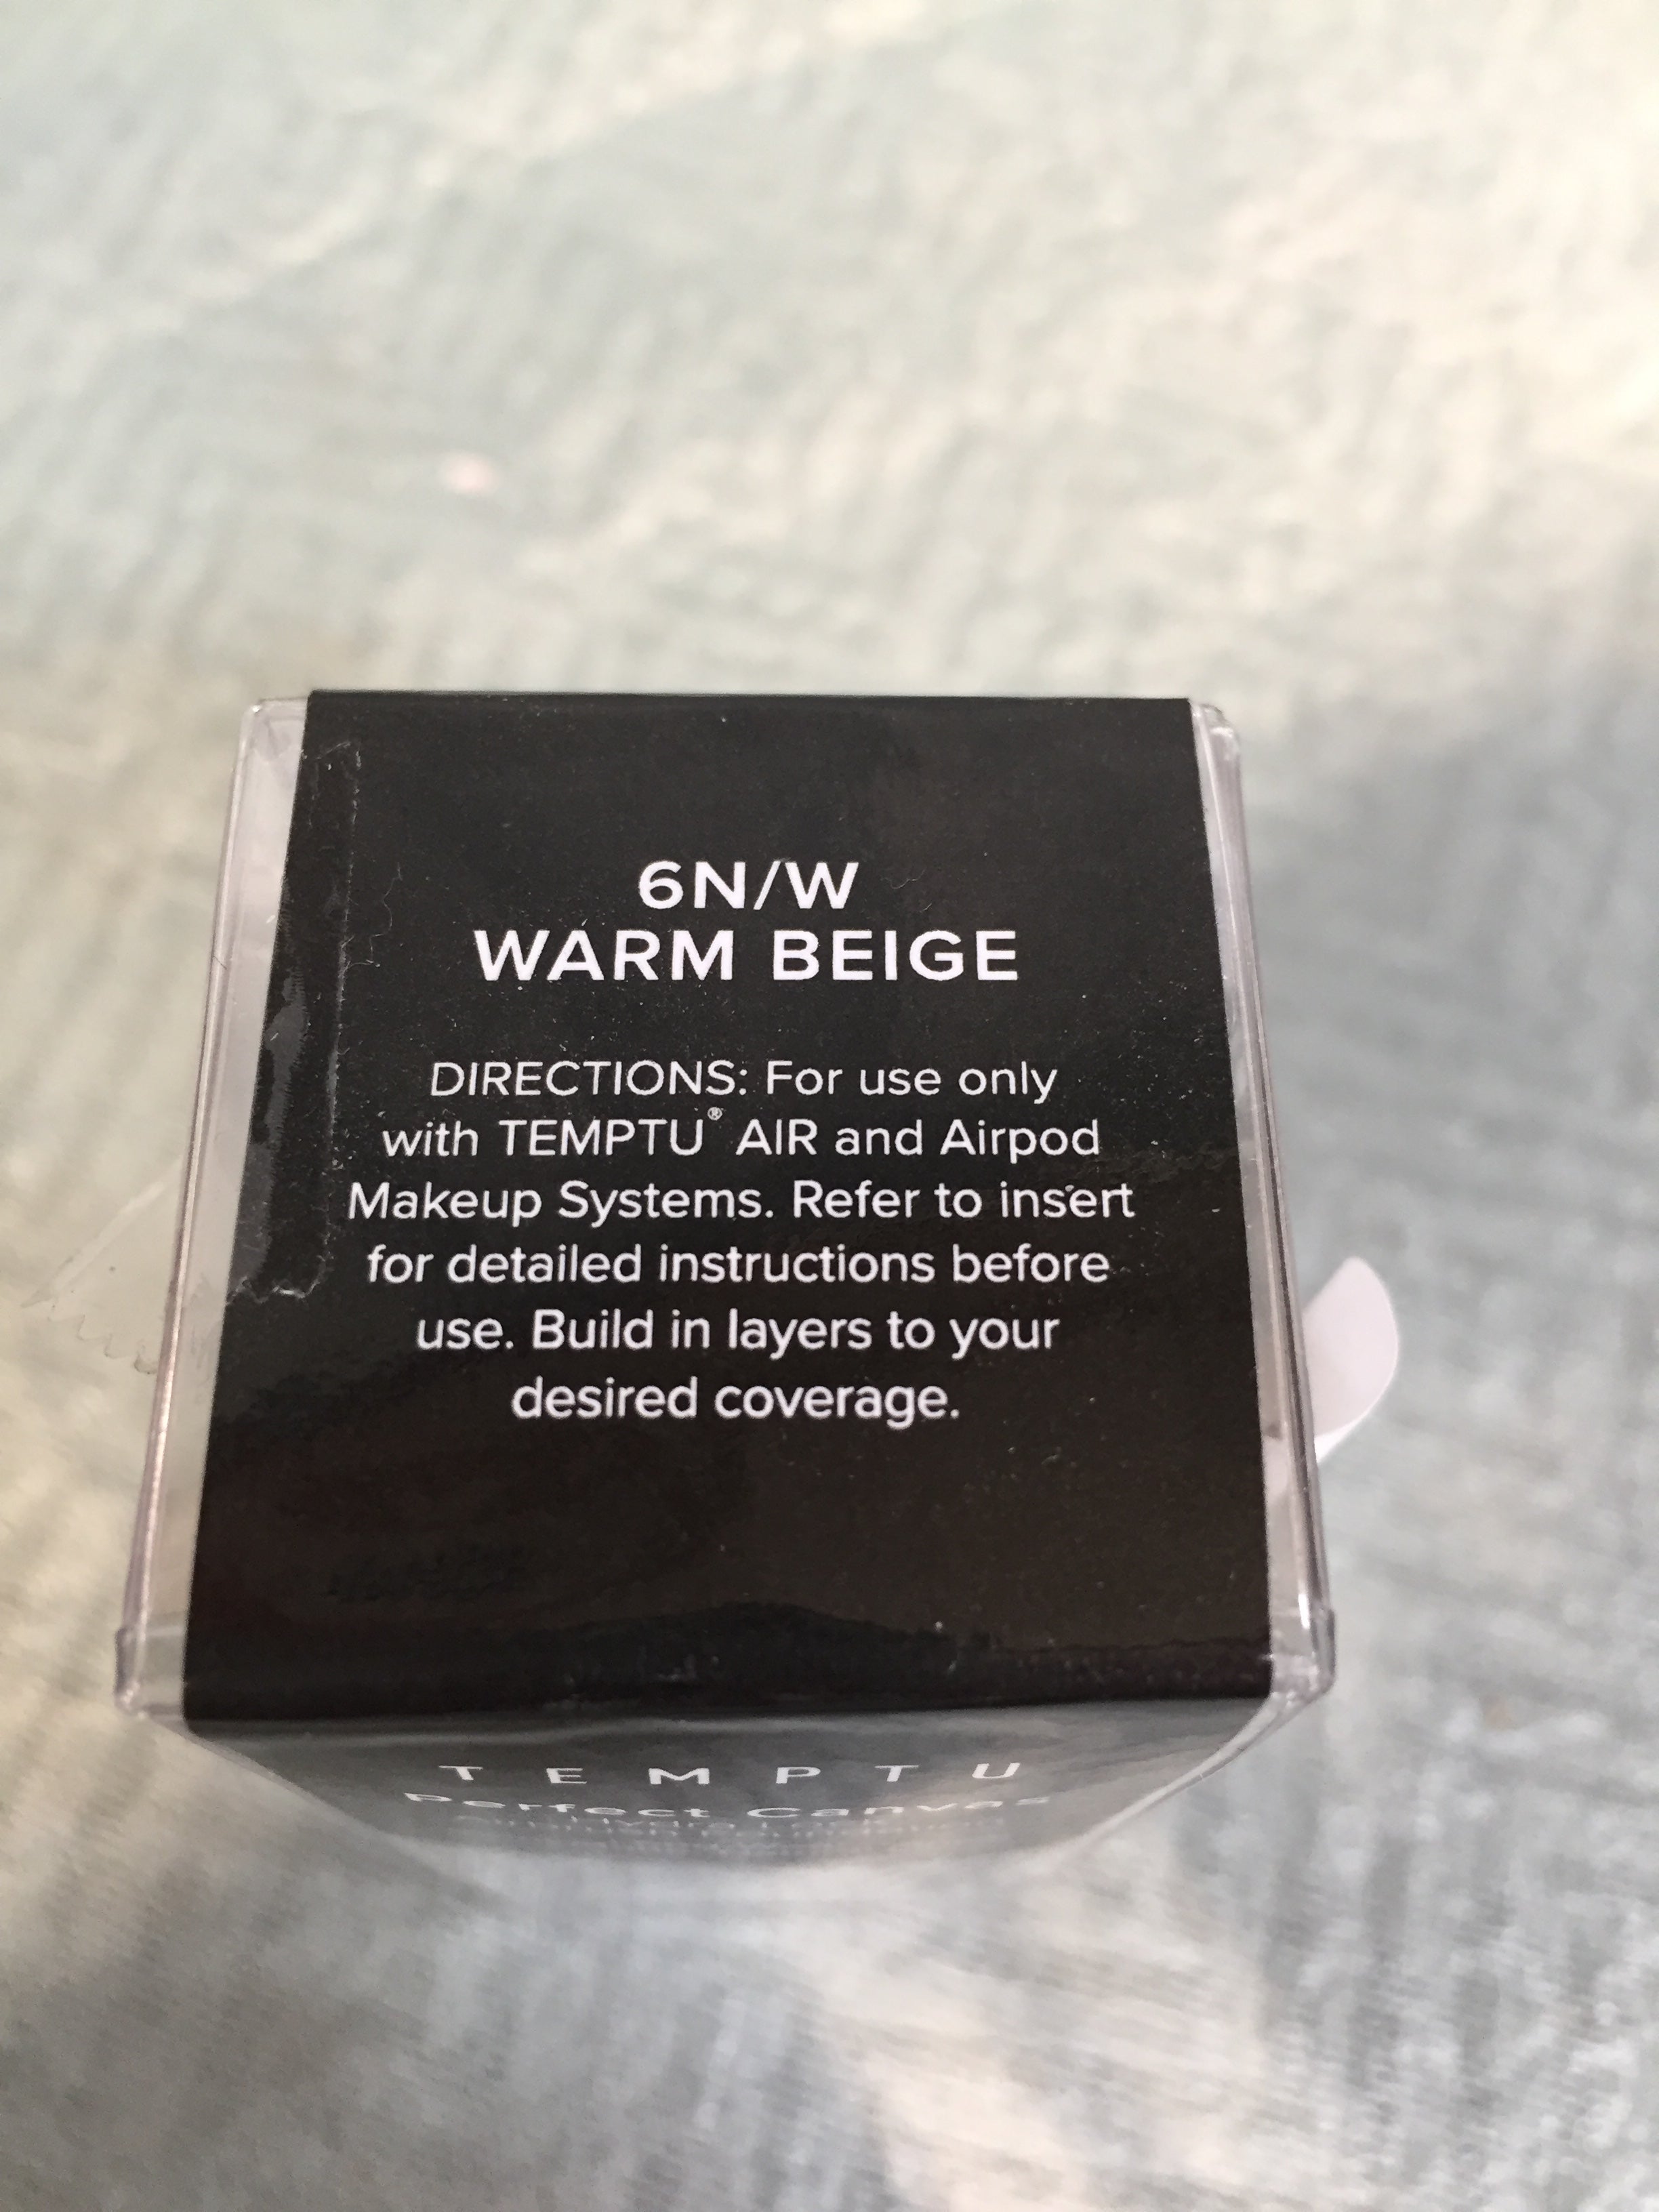 6N/W
WARM BEIGE
DIRECTIONS: For use only
with TEMPTU® AIR and Airpod
Makeup Systems. Refer to insert
for detailed instructions before
use. Build in layers to your
desired coverage.
TEMPTU
Perfect Canvas